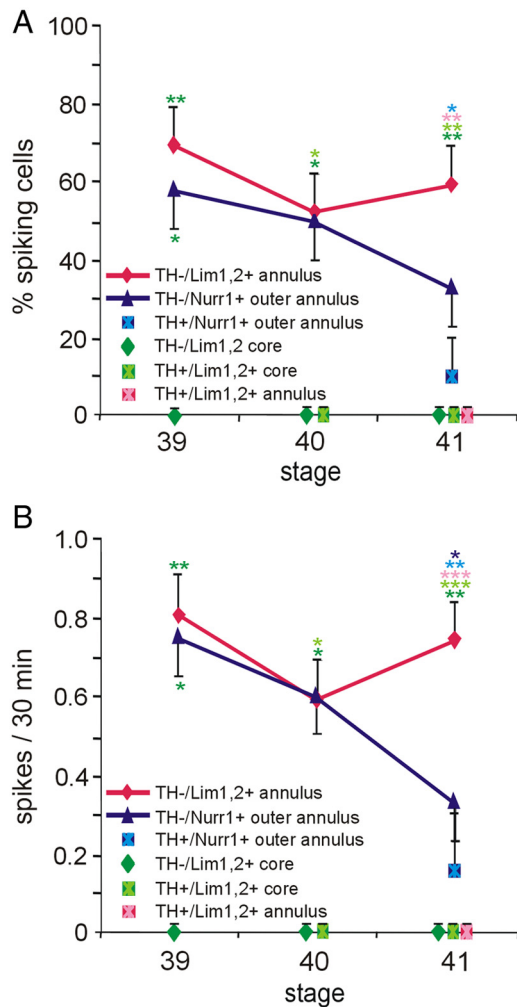 A
100
80
60
40
20
10
0
% spiking cells
**
*
*
*
*
**
**
**
TH-/Lim1,2+ annulus
TH-/Nurr1+ outer annulus
TH+/Nurr1+ outer annulus
TH-/Lim1,2 core
TH+/Lim1,2+ core
TH+/Lim1,2+ annulus
39 40 41
stage
B
1.0
0.8
0.6
0.4
0.2
0
spikes / 30 min
**
*
*
*
*
**
***
***
**
TH-/Lim1,2+ annulus
TH-/Nurr1+ outer annulus
TH+/Nurr1+ outer annulus
TH-/Lim1,2+ core
TH+/Lim1,2+ core
TH+/Lim1,2+ annulus
39 40 41
stage